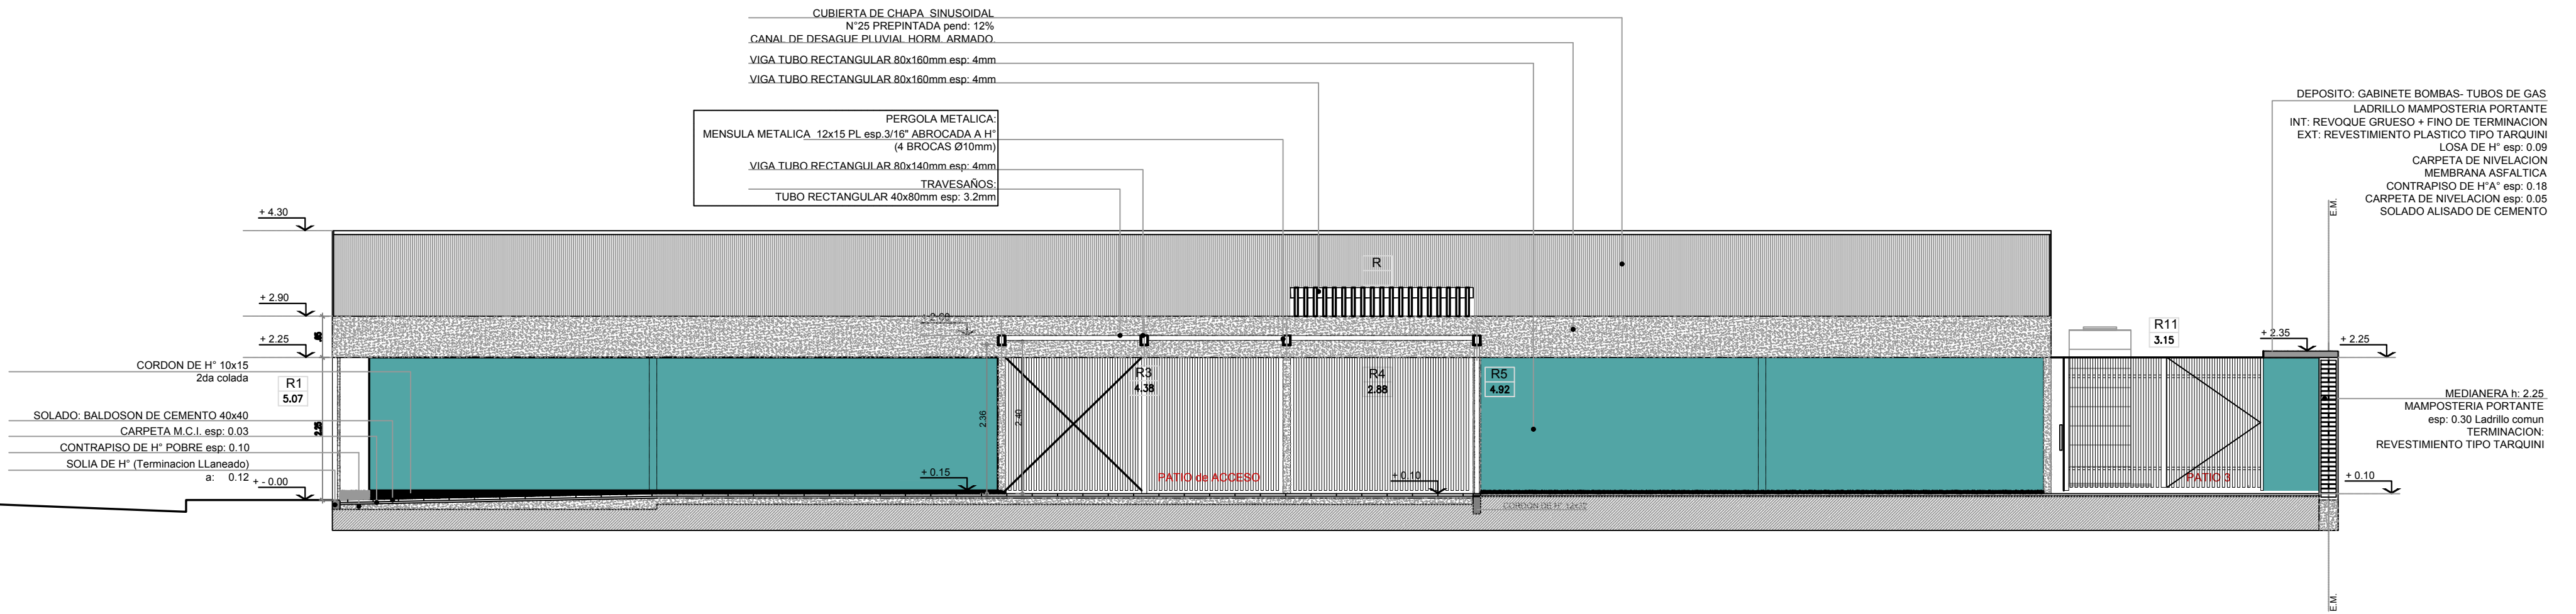 CUBIERTA DE CHAPA SINUSOIDAL
N°25 PREPINTADA pend: 12%
CANAL DE DESAGUE PLUVIAL HORM. ARMADO.
VIGA TUBO RECTANGULAR 80x160mm esp: 4mm
VIGA TUBO RECTANGULAR 80x160mm esp: 4mm
PERGOLA METALICA:
MENSULA METALICA 12x15 PL esp.3/16" ABROCADA A H°
(4 BROCAS Ø10mm)
VIGA TUBO RECTANGULAR 80x140mm esp: 4mm
TRAVESAÑOS:
TUBO RECTANGULAR 40x80mm esp: 3.2mm
DEPOSITO: GABINETE BOMBAS- TUBOS DE GAS
LADRILLO MAMPOSTERIA PORTANTE
INT: REVOQUE GRUESO + FINO DE TERMINACION
EXT: REVESTIMIENTO PLASTICO TIPO TARQUINI
LOSA DE H° esp: 0.09
CARPETA DE NIVELACION
MEMBRANA ASFALTICA
CONTRAPISO DE H°A° esp: 0.18
CARPETA DE NIVELACION esp: 0.05
SOLADO ALISADO DE CEMENTO
E.M.
+ 4.30
+ 2.90
+ 2.25
R
R11
3.15
+ 2.35
+ 2.25
CORDON DE H° 10x15
2da colada
R1
5.07
R3
4.38
R4
2.88
R5
4.92
SOLADO: BALDOSON DE CEMENTO 40x40
CARPETA M.C.I. esp: 0.03
CONTRAPISO DE H° POBRE esp: 0.10
SOLIA DE H° (Terminacion LLaneado)
a: 0.12
+ - 0.00
2.25
2.36
2.40
+ 0.15
PATIO de ACCESO
+ 0.10
PATIO 3
+ 0.10
MEDIANERA h: 2.25
MAMPOSTERIA PORTANTE
esp: 0.30 Ladrillo comun
TERMINACION:
REVESTIMIENTO TIPO TARQUINI
CORDON DE H°
E.M.